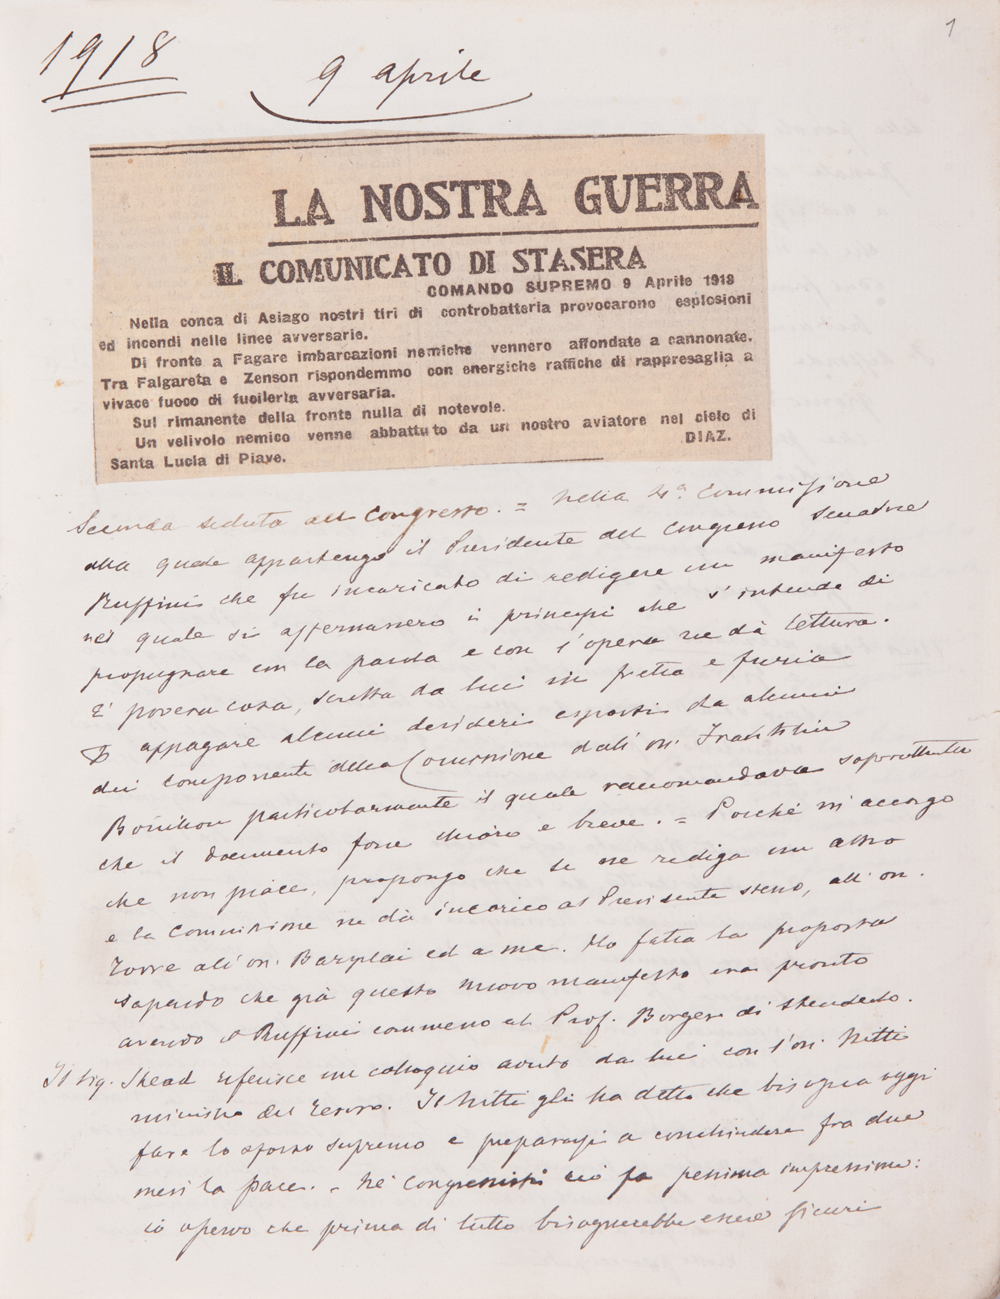 1
1918
9 aprile
LA NOSTRA GUERRA
IL COMUNICATO DI STASERA
COMANDO SUPREMO 9 Aprile 1918
Nella conca di Asiago nostri tiri di controbatteria provocarono esplosioni
ed incendi nelle linee avversarie.
Di fronte a Fagare imbarcazioni nemiche vennero affondate a cannonate.
Tra Falgareta e Zenson rispondemmo con energiche raffiche di rappresaglia a
vivace fuoco di fucileria avversaria.
Sul rimanente della fronte nulla di notevole.
Un velivolo nemico venne abbattuto da un nostro aviatore nel cielo di
Santa Lucia di Piave. DIAZ.
Seconda seduta del Congresso. = Nella 4ª Commissione
alla quale appartengo il Presidente del Congresso Senatore
Ruffini che fu incaricato di redigere un manifesto
nel quale si affermassero i principi che s'intende di
propugnare con la parola e con l'opera ne dà lettura.
E' povera cosa, scritta da lui in fretta e furia
appagare alcuni desideri esposti da alcuni
dei componenti della Comissione dall'on. Franklin
Bouillon particolarmente il quale raccomandava soprattutto
che il documento fosse chiaro e breve. = Poiché m'accorgo
che non piace, propongo che se ne rediga un altro
e la Commissione ne dà incarico al Presidente stesso, all'on.
Torre all'on. Barzilai ed a me. Ho fatta la proposta
sapendo che già questo nuovo manifesto era pronto
avendo il Ruffini commesso al Prof. Borgese di stenderlo.
Il sig. Stead riferisce un colloquio avuto da lui con l'on. Nitti
ministro del Tesoro. Il Nitti gli ha detto che bisogna oggi
fare lo sforzo supremo e prepararsi a conchiudere fra due
mesi la pace. = Ne' congressisti ciò fa pessima impressione:
io osservo che prima di tutto bisognerebbe essere sicuri